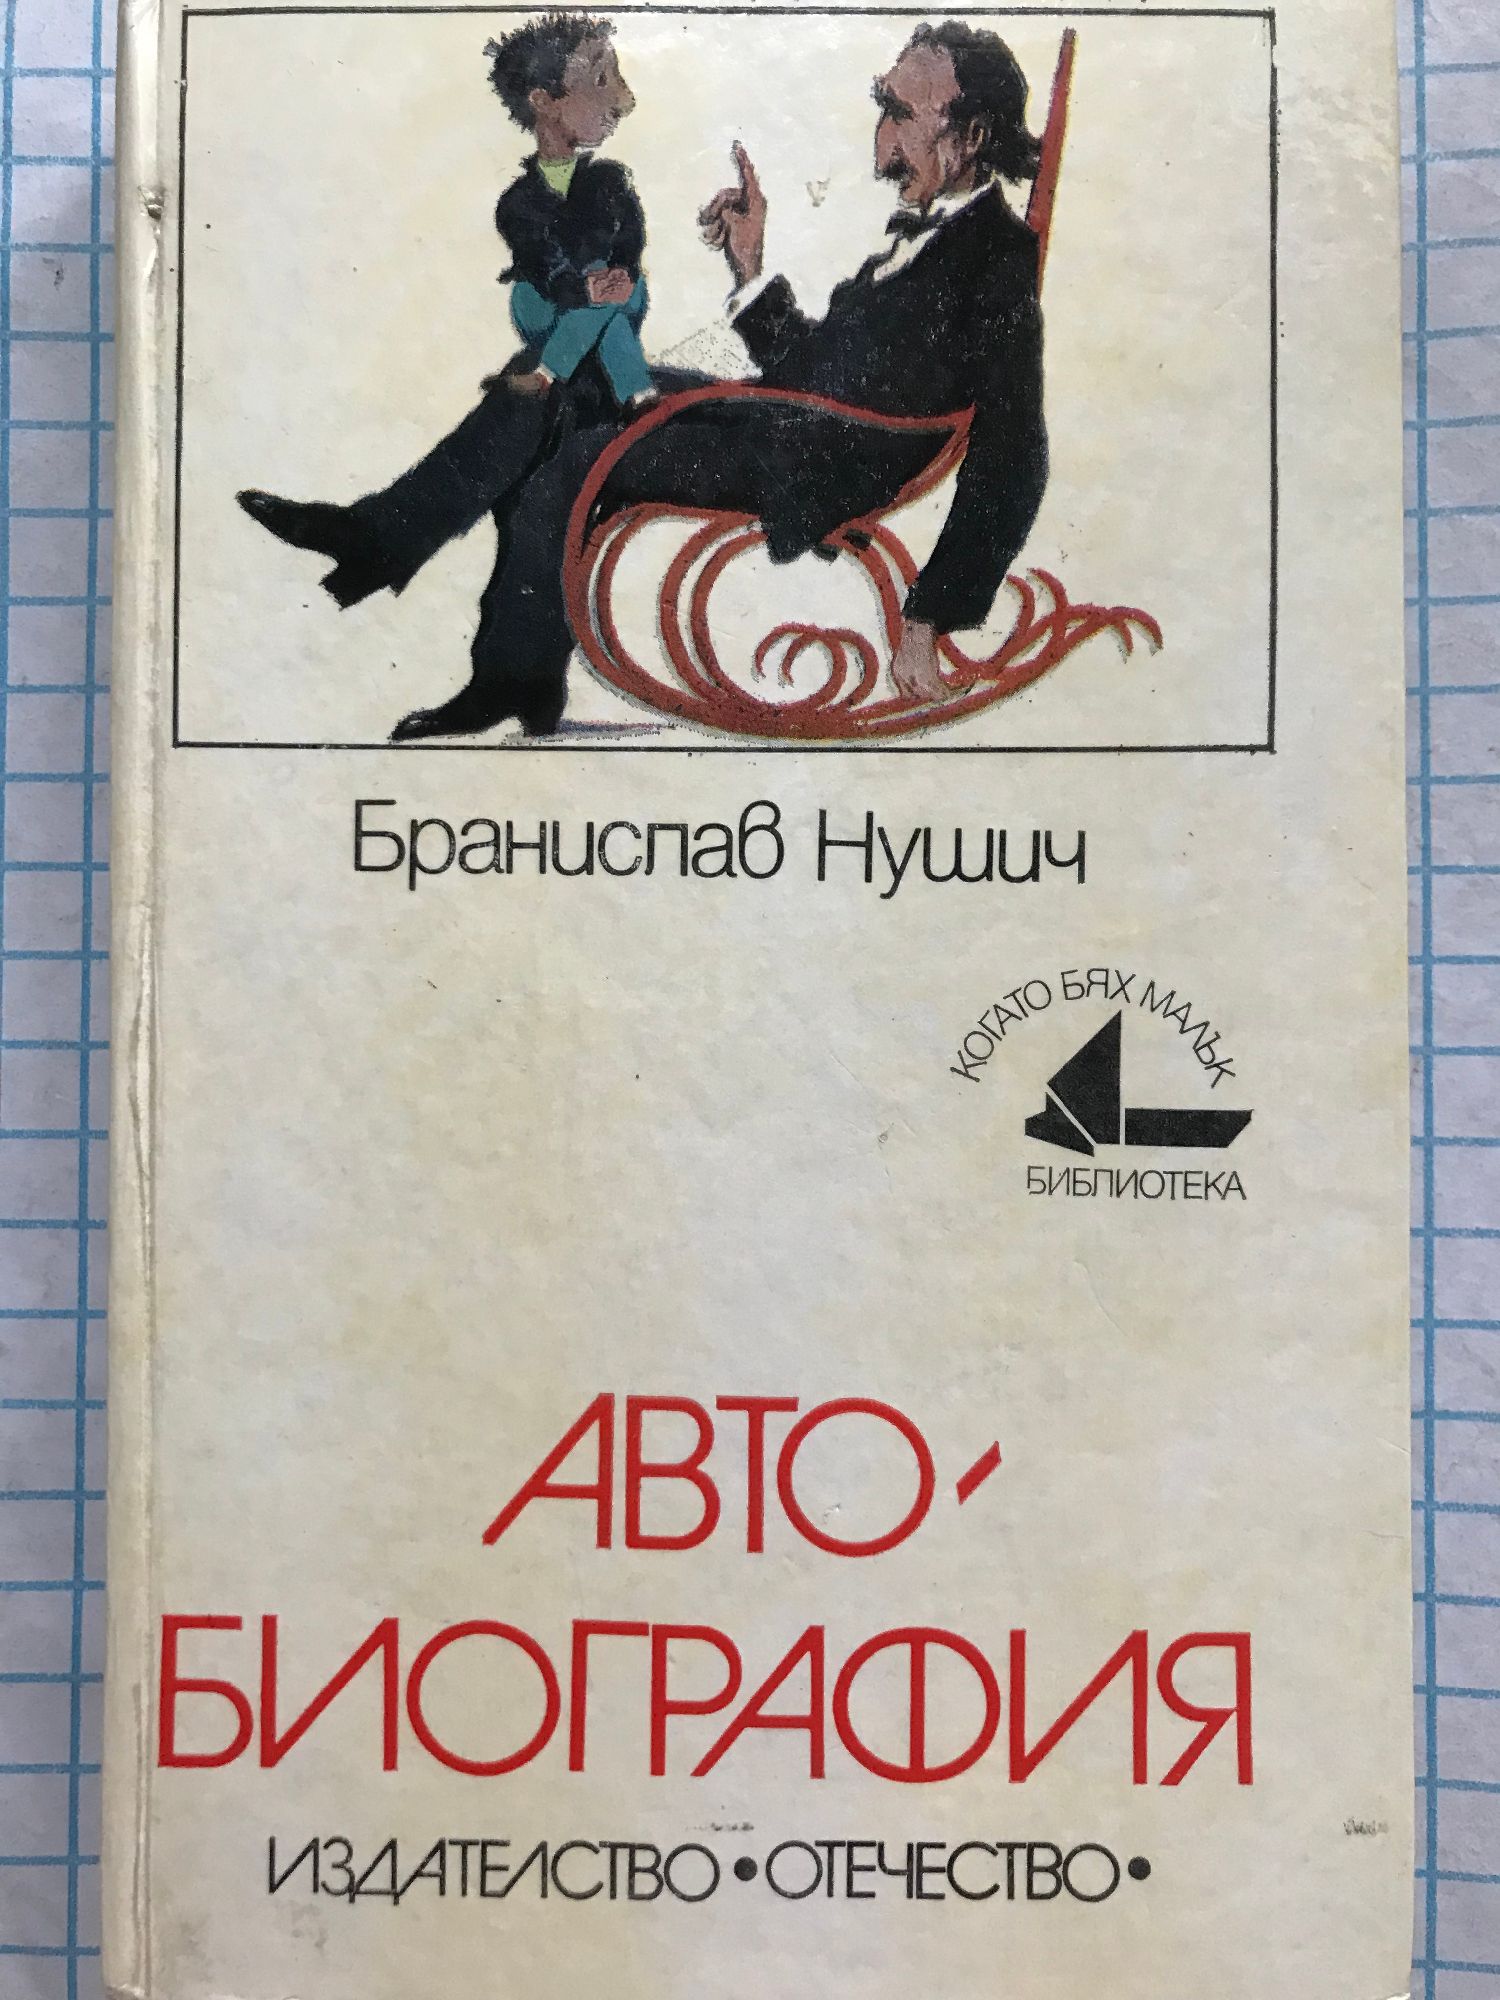 Бранислав Нушич
КОГАТО БЯХ МАЛЪК
БИБЛИОТЕКА
АВТО-
БИОГРАФИЯ
ИЗДАТЕЛСТВО•ОТЕЧЕСТВО•